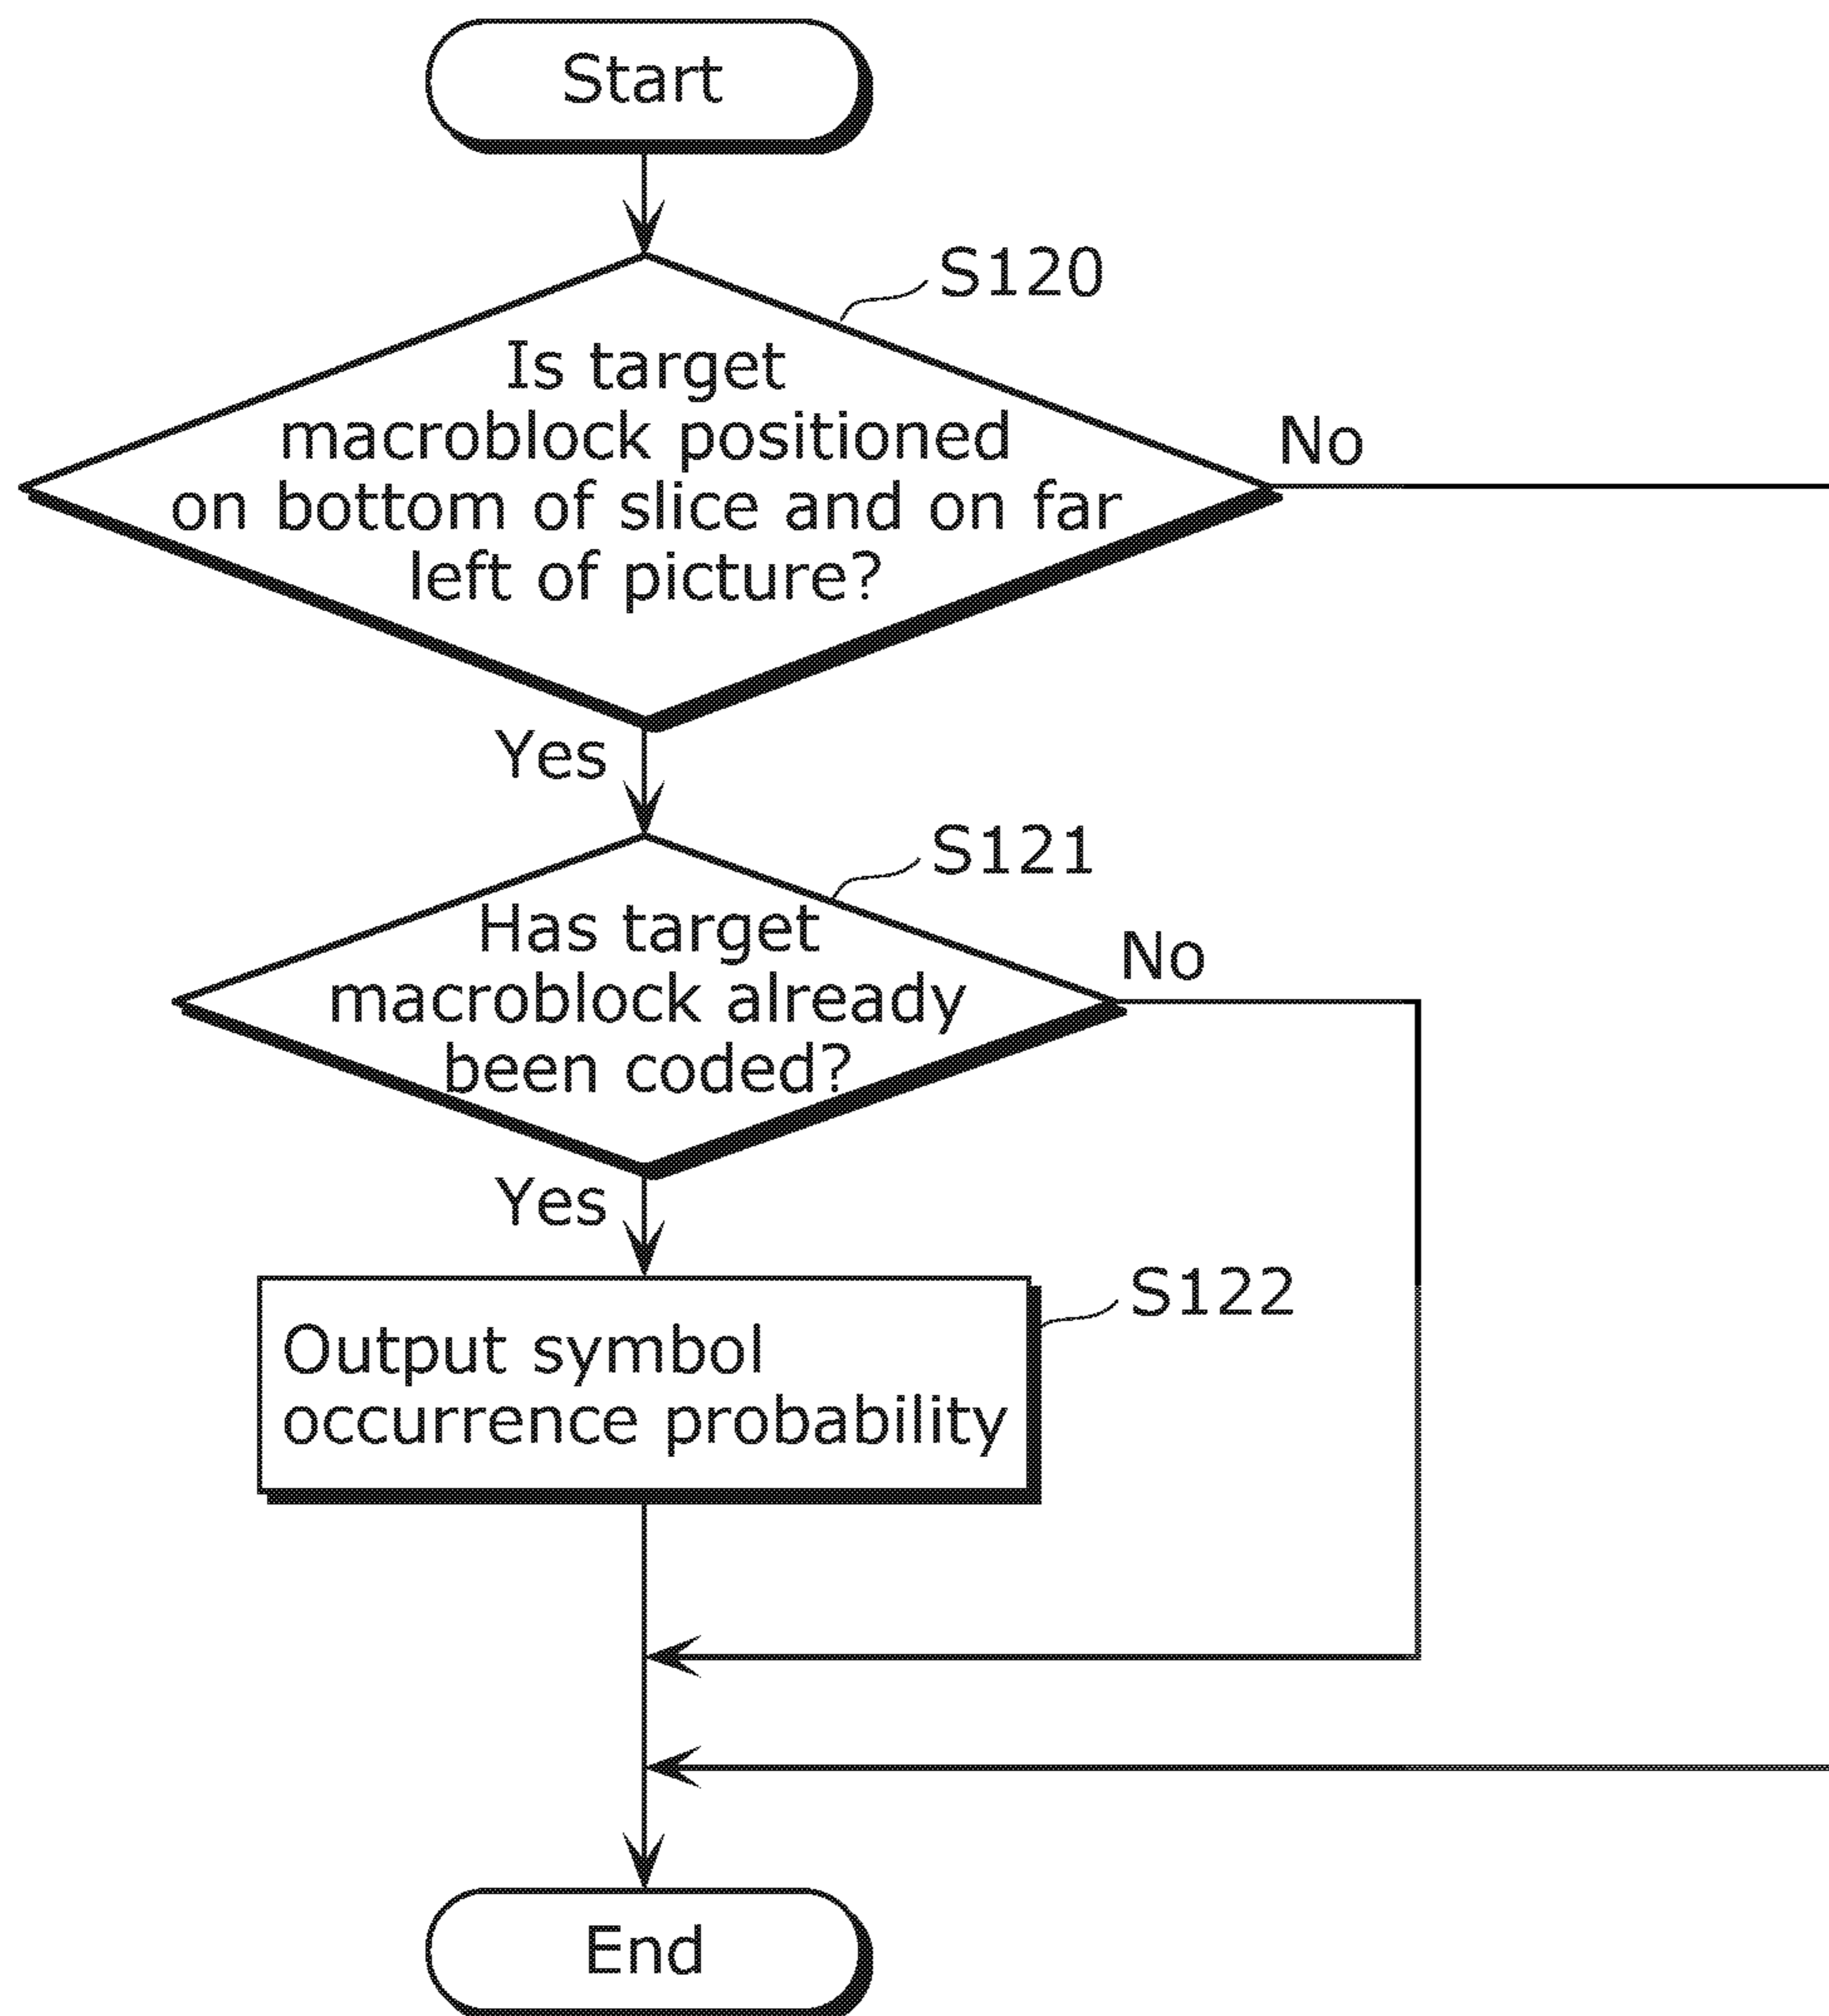 Start
S120
Is target
macroblock positioned
on bottom of slice and on far
left of picture?
No
Yes
S121
Has target
macroblock already
been coded?
No
Yes
S122
Output symbol
occurrence probability
End